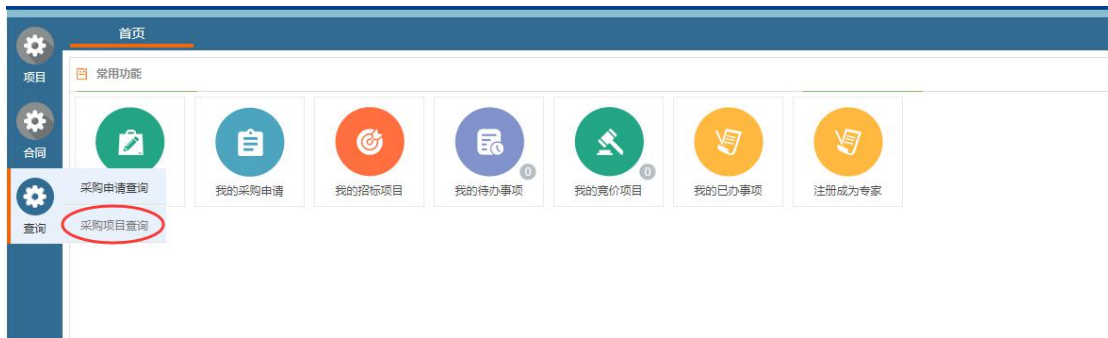 首页
项目
常用功能
合同
采购申请查询
我的采购申请
我的招标项目
0
我的待办事项
0
我的竞价项目
我的已办事项
注册成为专家
查询
采购项目查询